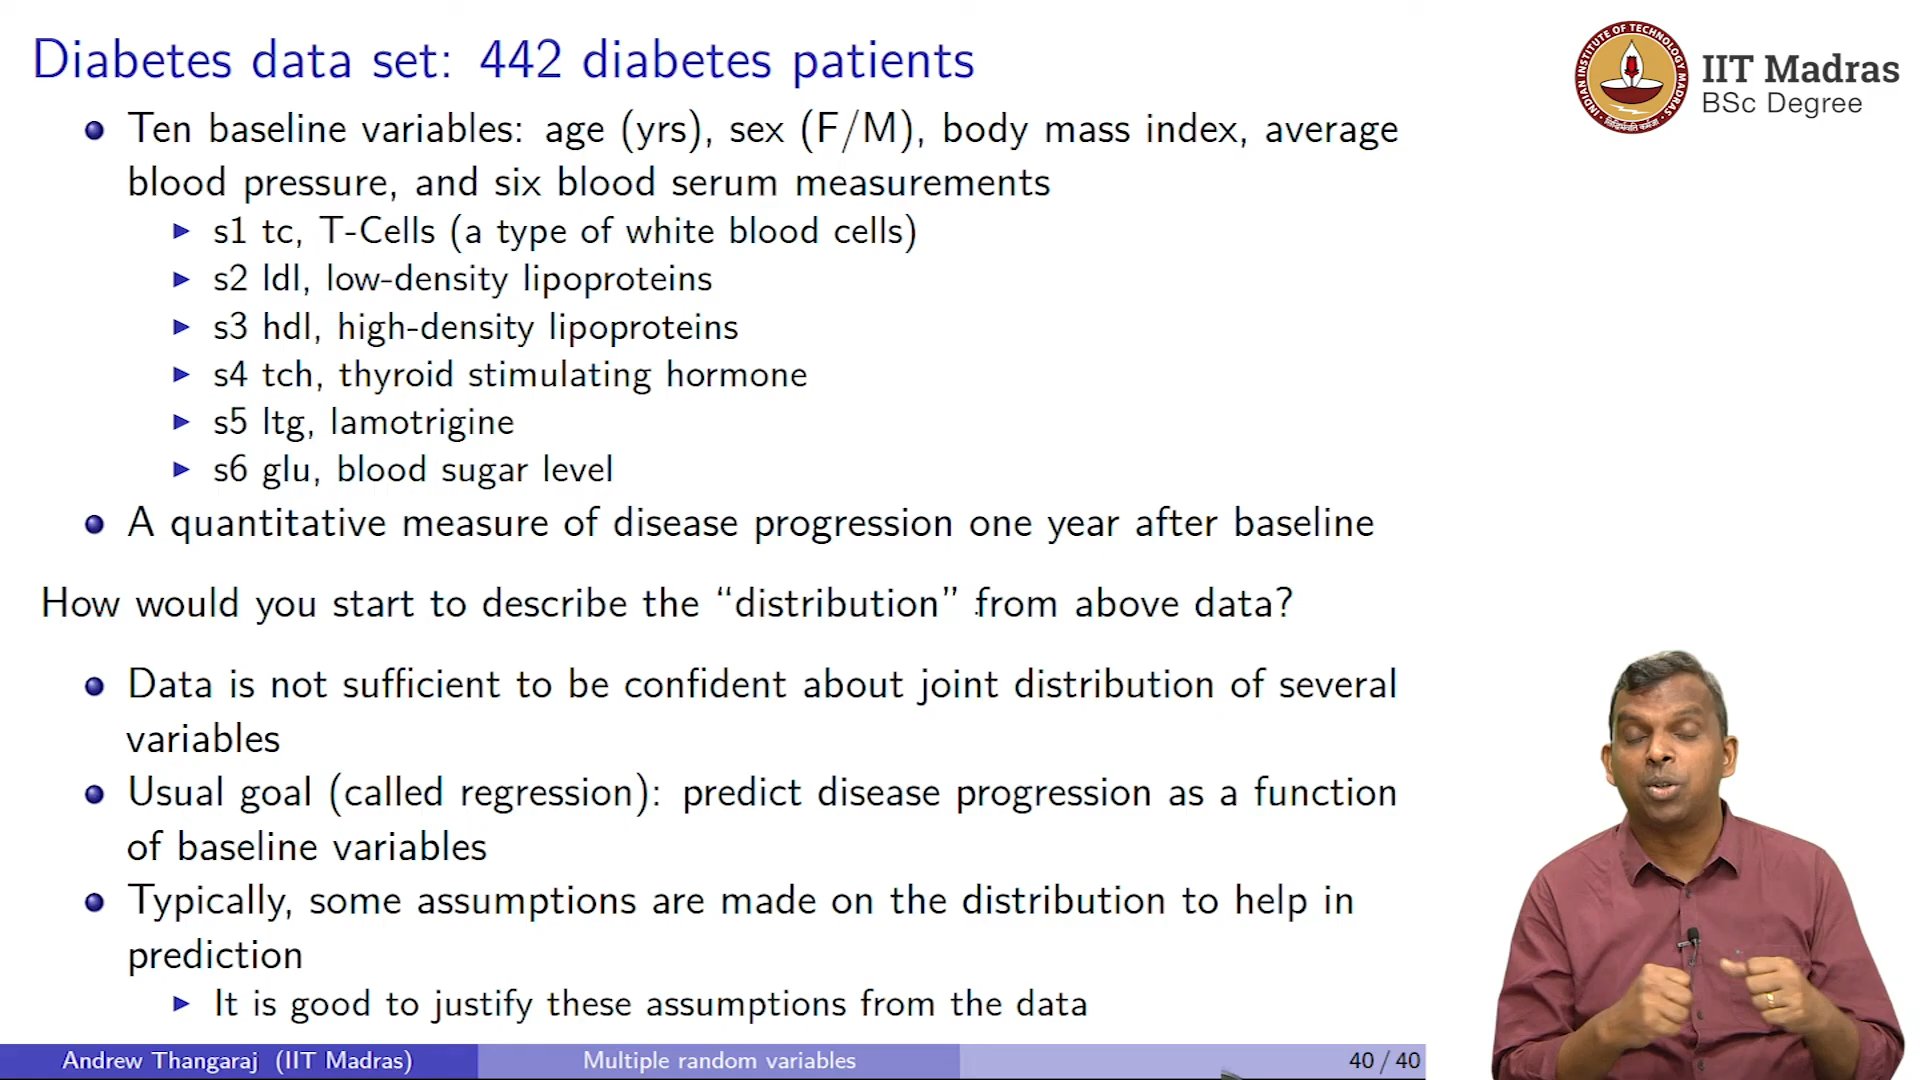 Diabetes data set: 442 diabetes patients
Ten baseline variables: age (yrs), sex (F/M), body mass index, average
blood pressure, and six blood serum measurements
s1 tc, T-Cells (a type of white blood cells)
s2 ldl, low-density lipoproteins
s3 hdl, high-density lipoproteins
s4 tch, thyroid stimulating hormone
s5 ltg, lamotrigine
s6 glu, blood sugar level
A quantitative measure of disease progression one year after baseline
How would you start to describe the “distribution” from above data?
Data is not sufficient to be confident about joint distribution of several
variables
Usual goal (called regression): predict disease progression as a function
of baseline variables
Typically, some assumptions are made on the distribution to help in
prediction
It is good to justify these assumptions from the data
Andrew Thangaraj (IIT Madras)
Multiple random variables
40 / 40
INDIAN INSTITUTE OF TECHNOLOGY MADRAS
IIT Madras
BSc Degree